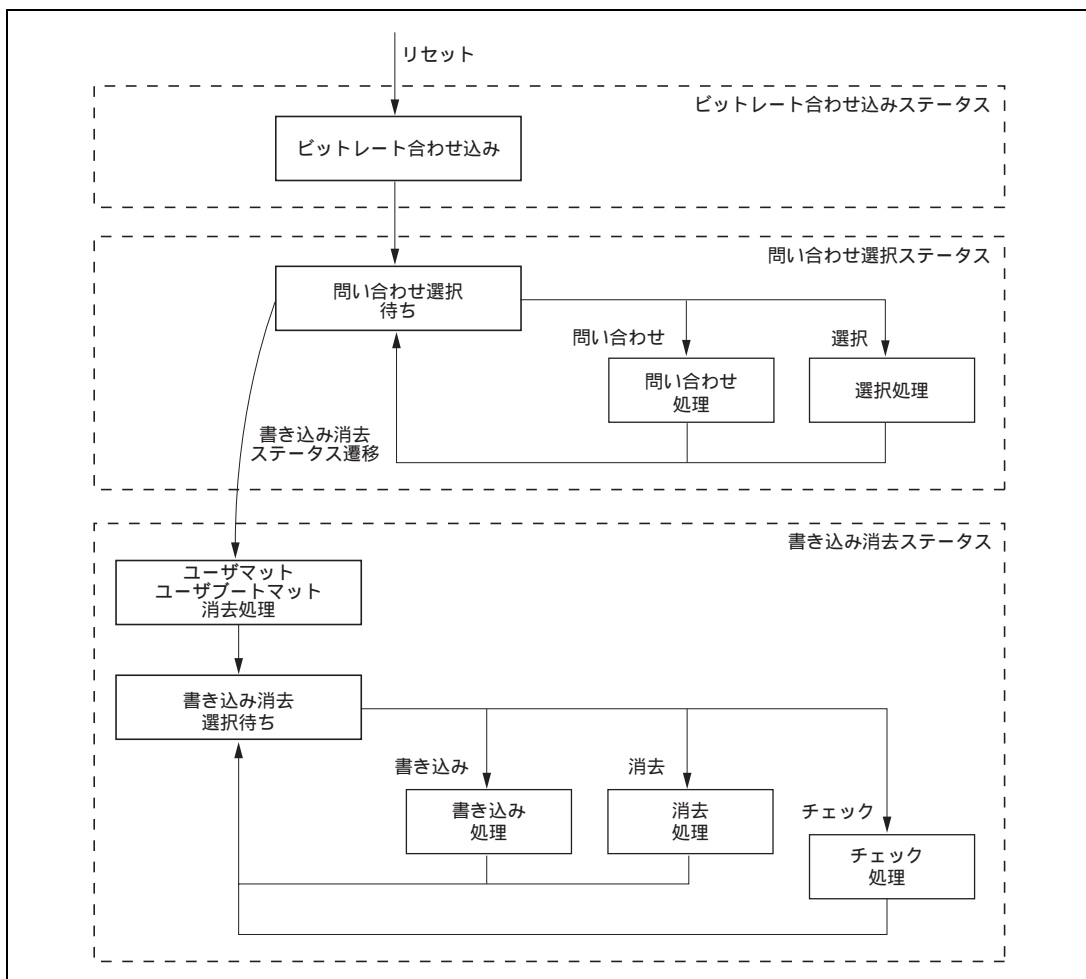 リセット
ビットレート合わせ込みステータス
ビットレート合わせ込み
問い合わせ選択ステータス
問い合わせ選択
待ち
問い合わせ
選択
問い合わせ
処理
選択処理
書き込み消去
ステータス遷移
書き込み消去ステータス
ユーザマット
ユーザブートマット
消去処理
書き込み消去
選択待ち
書き込み
消去
チェック
書き込み
処理
消去
処理
チェック
処理